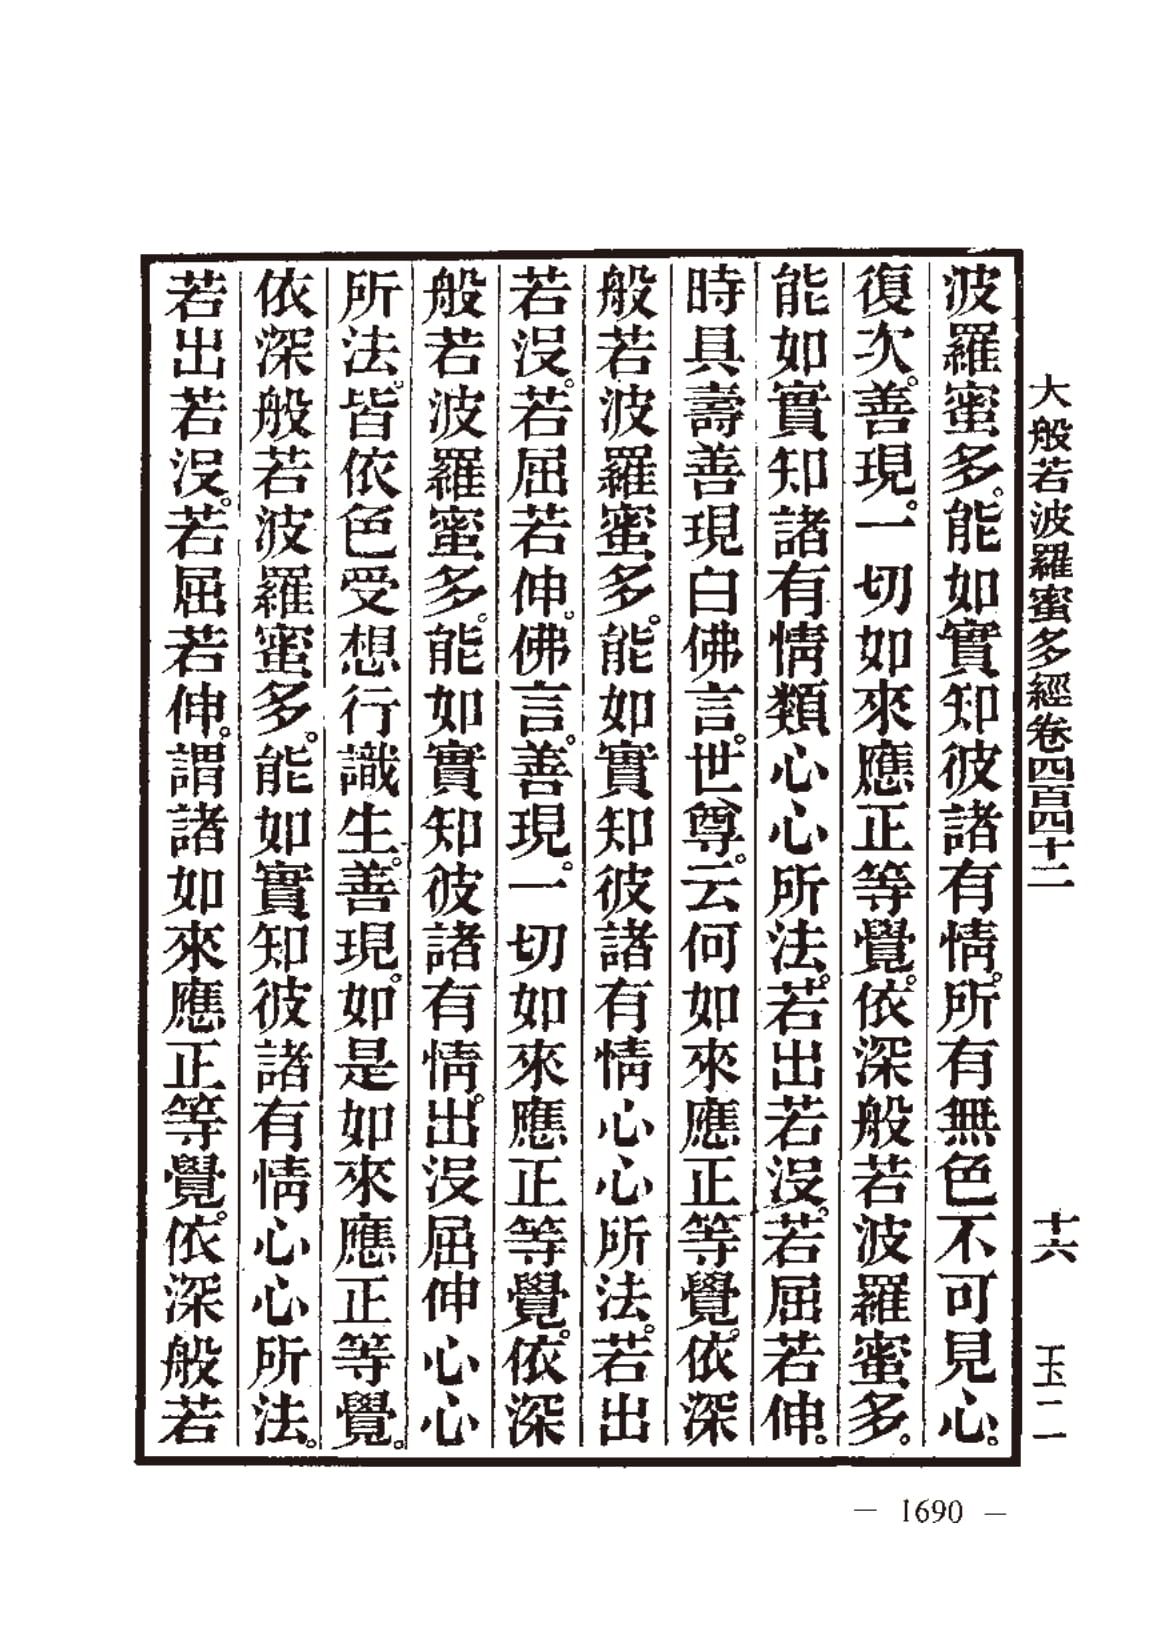 大般若波羅蜜多經卷四百四十二 十六 玉二
波羅蜜多。能如實知彼諸有情。所有無色不可見心。
復次。善現。一切如來應正等覺。依深般若波羅蜜多。
能如實知諸有情類心心所法。若出若沒。若屈若伸。
時具壽善現白佛言。世尊。云何如來應正等覺。依深
般若波羅蜜多。能如實知彼諸有情心心所法。若出
若沒。若屈若伸。佛言。善現。一切如來應正等覺。依深
般若波羅蜜多。能如實知彼諸有情。出沒屈伸心心
所法。皆依色受想行識生。善現。如是如來應正等覺。
依深般若波羅蜜多。能如實知彼諸有情心心所法。
若出若沒。若屈若伸。謂諸如來應正等覺。依深般若
— 1690 —